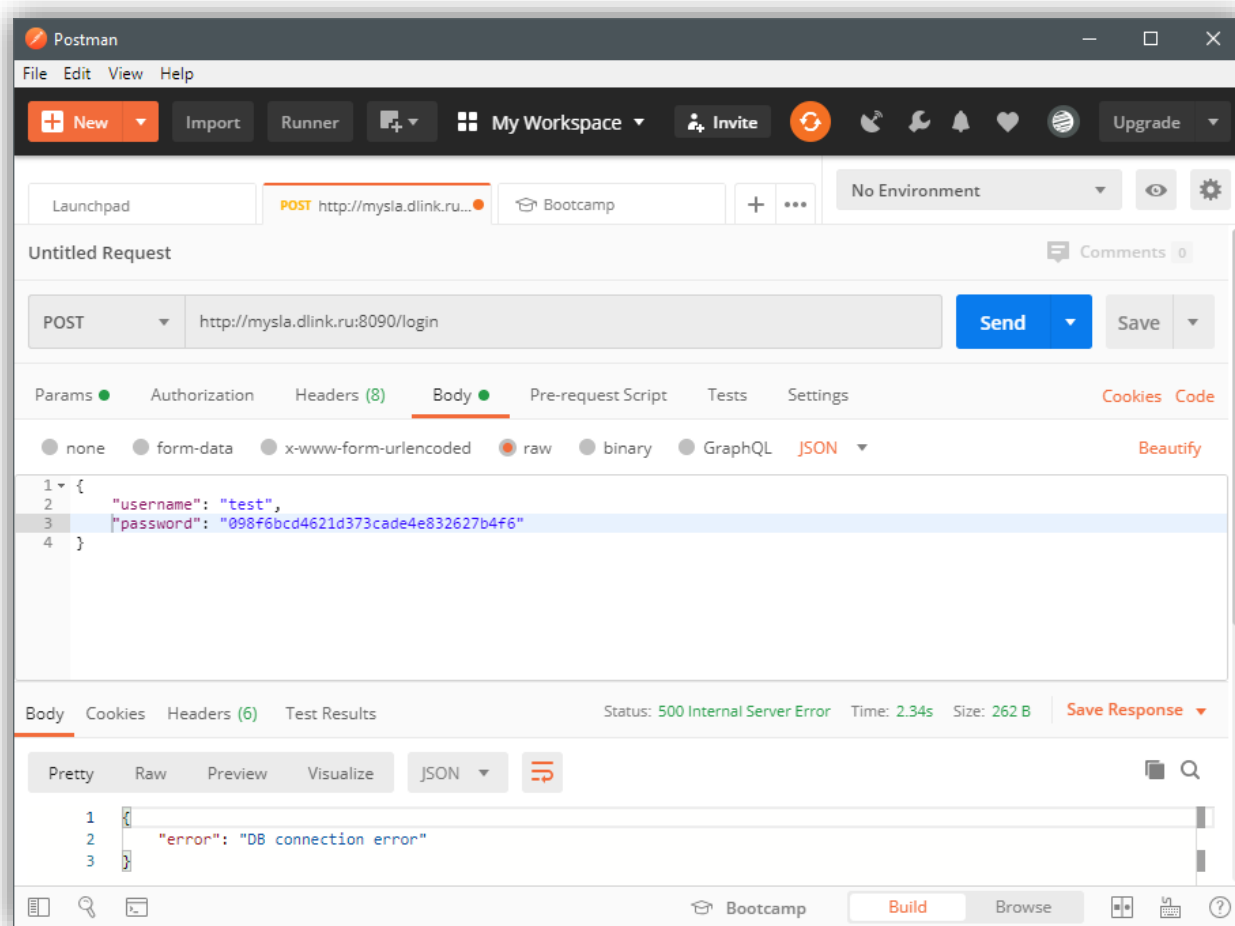 Postman
File Edit View Help
New Import Runner My Workspace Invite Upgrade
Launchpad POST http://mysla.dlink.ru... Bootcamp + ••• No Environment
Untitled Request Comments 0
POST http://mysla.dlink.ru:8090/login Send Save
Params Authorization Headers (8) Body Pre-request Script Tests Settings Cookies Code
none form-data x-www-form-urlencoded raw binary GraphQL JSON Beautify
1 {
2 "username": "test",
3 "password": "098f6bcd4621d373cade4e832627b4f6"
4 }
Body Cookies Headers (6) Test Results Status: 500 Internal Server Error Time: 2.34s Size: 262 B Save Response
Pretty Raw Preview Visualize JSON
1 {
2 "error": "DB connection error"
3 }
Bootcamp Build Browse